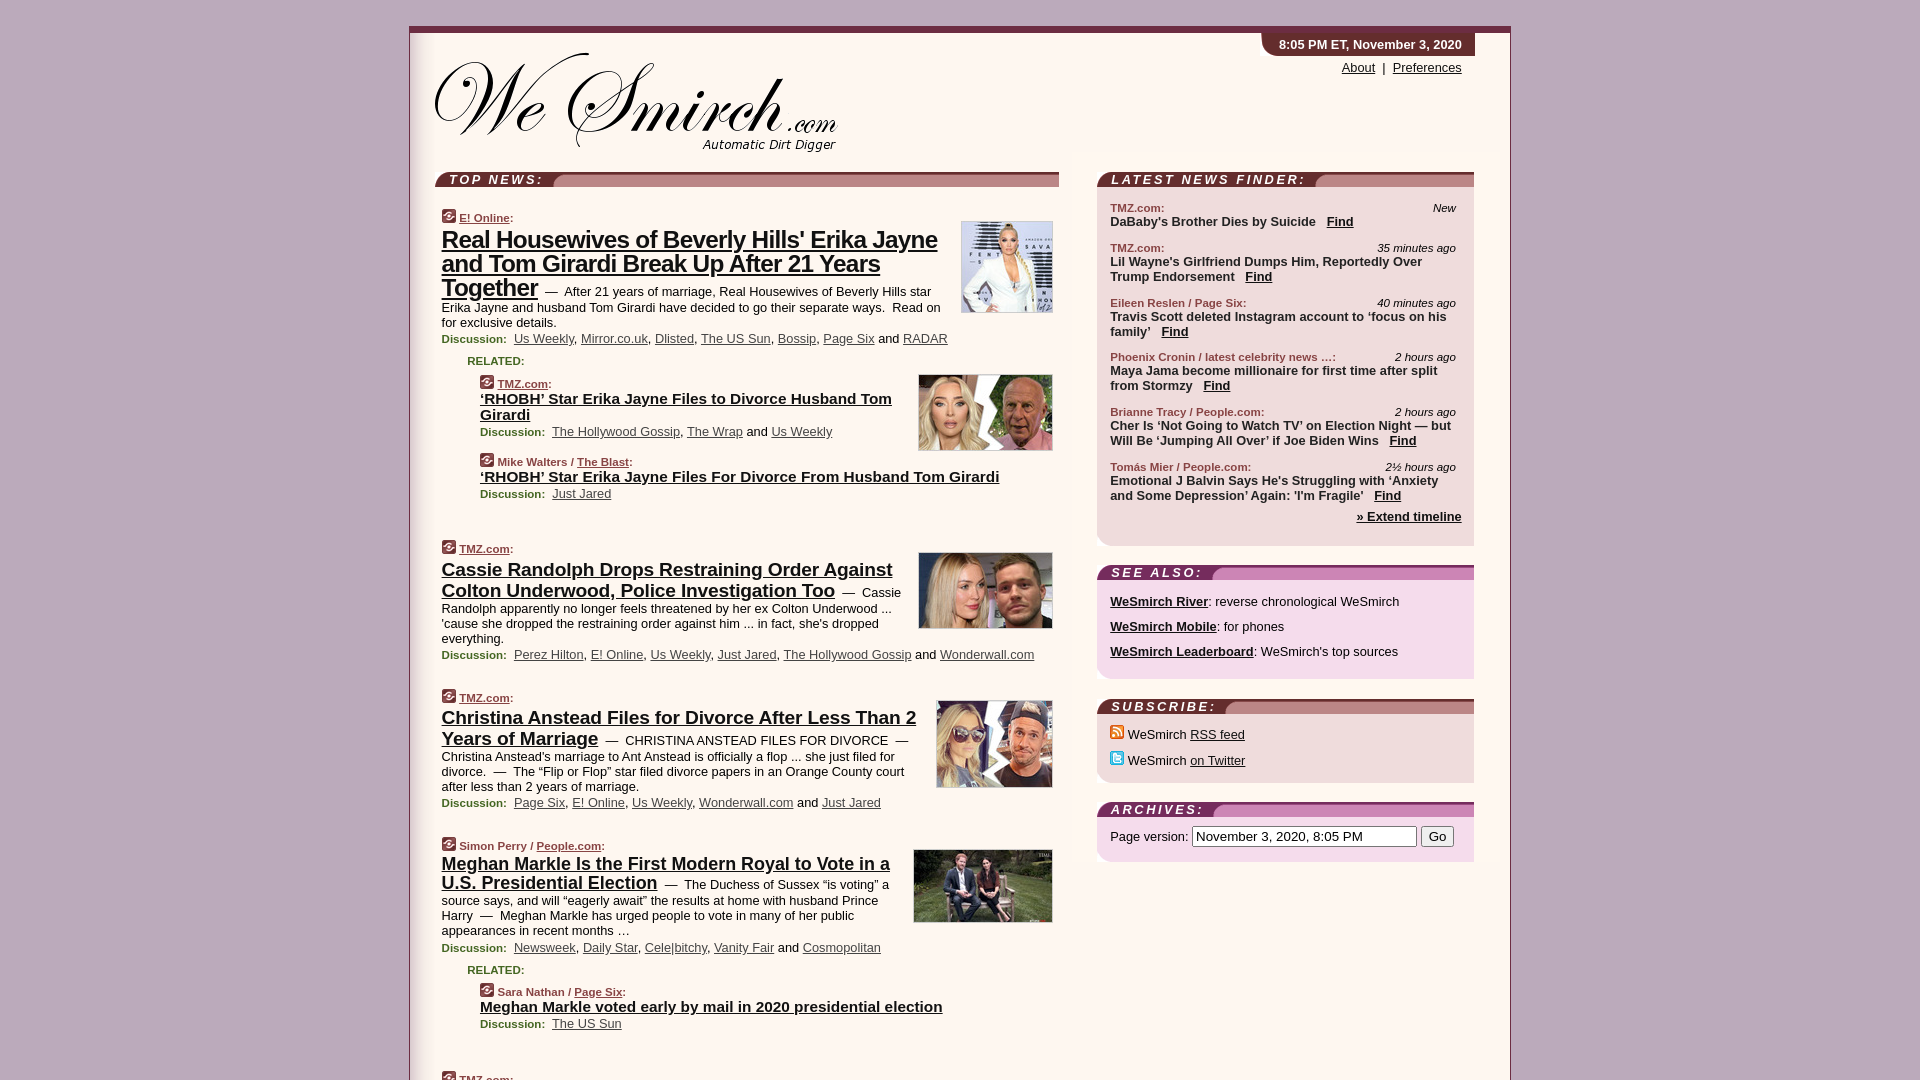 8:05 PM ET, November 3, 2020
About | Preferences
We Smirch .com
Automatic Dirt Digger
TOP NEWS:
E! Online:
Real Housewives of Beverly Hills' Erika Jayne
and Tom Girardi Break Up After 21 Years
Together — After 21 years of marriage, Real Housewives of Beverly Hills star
Erika Jayne and husband Tom Girardi have decided to go their separate ways. Read on
for exclusive details.
Discussion: Us Weekly, Mirror.co.uk, Dlisted, The US Sun, Bossip, Page Six and RADAR
RELATED:
TMZ.com:
‘RHOBH’ Star Erika Jayne Files to Divorce Husband Tom
Girardi
Discussion: The Hollywood Gossip, The Wrap and Us Weekly
Mike Walters / The Blast:
‘RHOBH’ Star Erika Jayne Files For Divorce From Husband Tom Girardi
Discussion: Just Jared
TMZ.com:
Cassie Randolph Drops Restraining Order Against
Colton Underwood, Police Investigation Too — Cassie
Randolph apparently no longer feels threatened by her ex Colton Underwood ...
'cause she dropped the restraining order against him ... in fact, she's dropped
everything.
Discussion: Perez Hilton, E! Online, Us Weekly, Just Jared, The Hollywood Gossip and Wonderwall.com
TMZ.com:
Christina Anstead Files for Divorce After Less Than 2
Years of Marriage — CHRISTINA ANSTEAD FILES FOR DIVORCE —
Christina Anstead's marriage to Ant Anstead is officially a flop ... she just filed for
divorce. — The “Flip or Flop” star filed divorce papers in an Orange County court
after less than 2 years of marriage.
Discussion: Page Six, E! Online, Us Weekly, Wonderwall.com and Just Jared
Simon Perry / People.com:
Meghan Markle Is the First Modern Royal to Vote in a
U.S. Presidential Election — The Duchess of Sussex “is voting” a
source says, and will “eagerly await” the results at home with husband Prince
Harry — Meghan Markle has urged people to vote in many of her public
appearances in recent months …
Discussion: Newsweek, Daily Star, Cele|bitchy, Vanity Fair and Cosmopolitan
RELATED:
Sara Nathan / Page Six:
Meghan Markle voted early by mail in 2020 presidential election
Discussion: The US Sun
TMZ.com:
LATEST NEWS FINDER:
TMZ.com: New
DaBaby's Brother Dies by Suicide Find
TMZ.com: 35 minutes ago
Lil Wayne's Girlfriend Dumps Him, Reportedly Over
Trump Endorsement Find
Eileen Reslen / Page Six: 40 minutes ago
Travis Scott deleted Instagram account to ‘focus on his
family’ Find
Phoenix Cronin / latest celebrity news …: 2 hours ago
Maya Jama become millionaire for first time after split
from Stormzy Find
Brianne Tracy / People.com: 2 hours ago
Cher Is ‘Not Going to Watch TV’ on Election Night — but
Will Be ‘Jumping All Over’ if Joe Biden Wins Find
Tomás Mier / People.com: 2½ hours ago
Emotional J Balvin Says He's Struggling with ‘Anxiety
and Some Depression’ Again: 'I'm Fragile' Find
» Extend timeline
SEE ALSO:
WeSmirch River: reverse chronological WeSmirch
WeSmirch Mobile: for phones
WeSmirch Leaderboard: WeSmirch's top sources
SUBSCRIBE:
WeSmirch RSS feed
WeSmirch on Twitter
ARCHIVES:
Page version: November 3, 2020, 8:05 PM Go